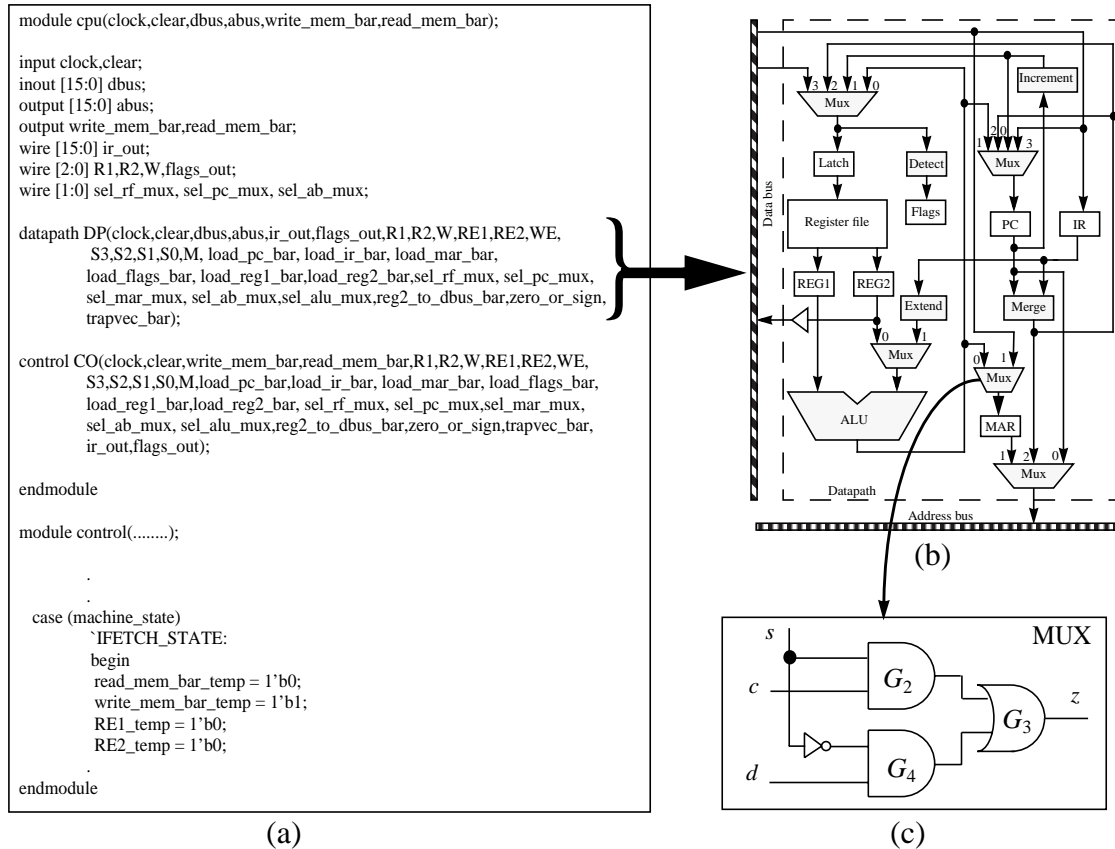 module cpu(clock,clear,dbus,abus,write_mem_bar,read_mem_bar);
input clock,clear;
inout [15:0] dbus;
output [15:0] abus;
output write_mem_bar,read_mem_bar;
wire [15:0] ir_out;
wire [2:0] R1,R2,W,flags_out;
wire [1:0] sel_rf_mux, sel_pc_mux, sel_ab_mux;
datapath DP(clock,clear,dbus,abus,ir_out,flags_out,R1,R2,W,RE1,RE2,WE,
S3,S2,S1,S0,M, load_pc_bar, load_ir_bar, load_mar_bar,
load_flags_bar, load_reg1_bar,load_reg2_bar,sel_rf_mux, sel_pc_mux,
sel_mar_mux, sel_ab_mux,sel_alu_mux,reg2_to_dbus_bar,zero_or_sign,
trapvec_bar);
control CO(clock,clear,write_mem_bar,read_mem_bar,R1,R2,W,RE1,RE2,WE,
S3,S2,S1,S0,M,load_pc_bar,load_ir_bar, load_mar_bar, load_flags_bar,
load_reg1_bar,load_reg2_bar, sel_rf_mux, sel_pc_mux,sel_mar_mux,
sel_ab_mux, sel_alu_mux,reg2_to_dbus_bar,zero_or_sign,trapvec_bar,
ir_out,flags_out);
endmodule
module control(........);
.
.
case (machine_state)
`IFETCH_STATE:
begin
read_mem_bar_temp = 1’b0;
write_mem_bar_temp = 1’b1;
RE1_temp = 1’b0;
RE2_temp = 1’b0;
.
endmodule
(a)
Data bus
3 2 1 0
Mux
Increment
1 2 0 3
Mux
Latch
Detect
Flags
Register file
PC
IR
REG1
REG2
Extend
Merge
0 1
Mux
0 1
Mux
ALU
MAR
1 2 0
Mux
Datapath
Address bus
(b)
MUX
s
c
G2
z
G3
d
G4
(c)